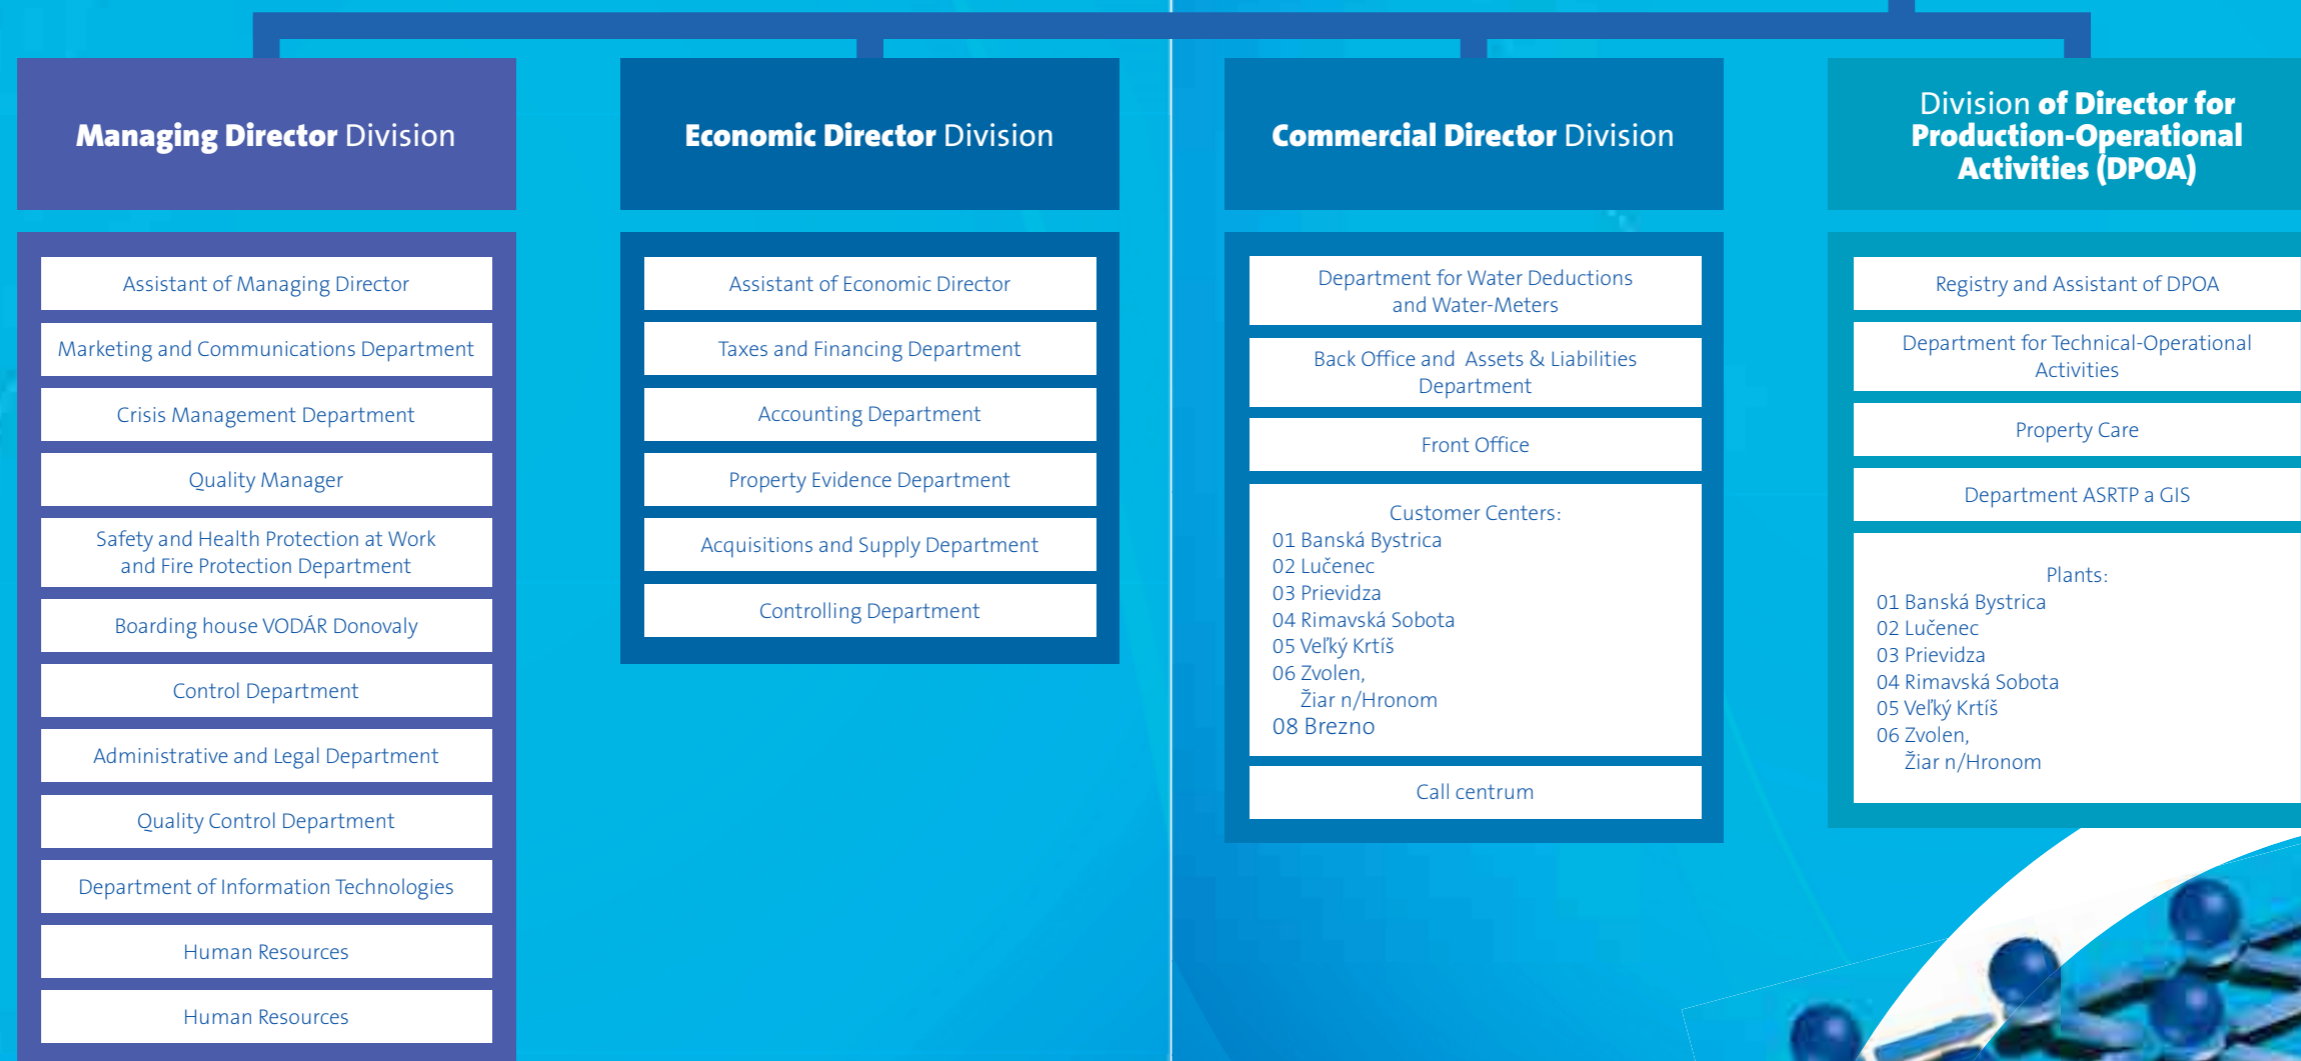 Managing Director Division
Assistant of Managing Director
Marketing and Communications Department
Crisis Management Department
Quality Manager
Safety and Health Protection at Work
and Fire Protection Department
Boarding house VODÁR Donovaly
Control Department
Administrative and Legal Department
Quality Control Department
Department of Information Technologies
Human Resources
Human Resources
Economic Director Division
Assistant of Economic Director
Taxes and Financing Department
Accounting Department
Property Evidence Department
Acquisitions and Supply Department
Controlling Department
Commercial Director Division
Department for Water Deductions
and Water-Meters
Back Office and Assets & Liabilities
Department
Front Office
Customer Centers:
01 Banská Bystrica
02 Lučenec
03 Prievidza
04 Rimavská Sobota
05 Veľký Krtíš
06 Zvolen,
Žiar n/Hronom
08 Brezno
Call centrum
Division of Director for
Production-Operational
Activities (DPOA)
Registry and Assistant of DPOA
Department for Technical-Operational
Activities
Property Care
Department ASRTP a GIS
Plants:
01 Banská Bystrica
02 Lučenec
03 Prievidza
04 Rimavská Sobota
05 Veľký Krtíš
06 Zvolen,
Žiar n/Hronom